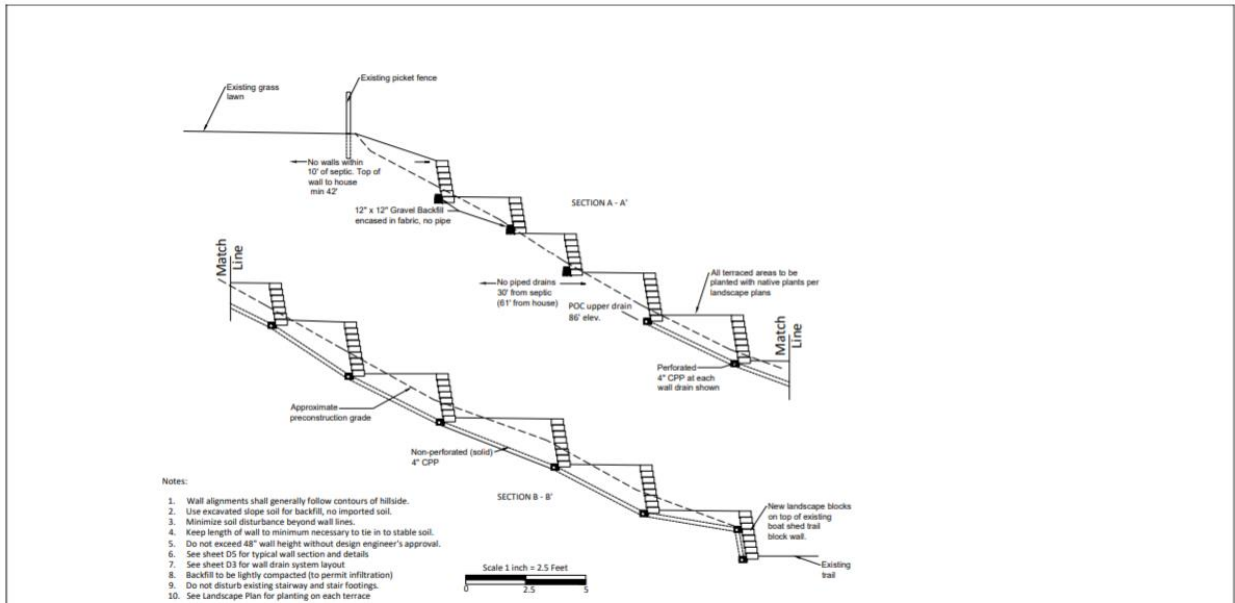 Existing picket fence
Existing grass
lawn
No walls within
10' of septic. Top of
wall to house
min 42'
12" x 12" Gravel Backfill
encased in fabric, no pipe
SECTION A - A'
Match
Line
No piped drains
30' from septic
(61' from house)
POC upper drain
86' elev.
All terraced areas to be
planted with native plants per
landscape plans
Match
Line
Perforated
4" CPP at each
wall drain shown
Approximate
preconstruction grade
Non-perforated (solid)
4" CPP
SECTION B - B'
New landscape blocks
on top of existing
boat shed trail
block wall.
Existing
trail
Notes:
1. Wall alignments shall generally follow contours of hillside.
2. Use excavated slope soil for backfill, no imported soil.
3. Minimize soil disturbance beyond wall lines.
4. Keep length of wall to minimum necessary to tie in to stable soil.
5. Do not exceed 48" wall height without design engineer's approval.
6. See sheet D5 for typical wall section and details
7. See sheet D3 for wall drain system layout
8. Backfill to be lightly compacted (to permit infiltration)
9. Do not disturb existing stairway and stair footings.
10. See Landscape Plan for planting on each terrace
Scale 1 inch = 2.5 Feet
0 2.5 5